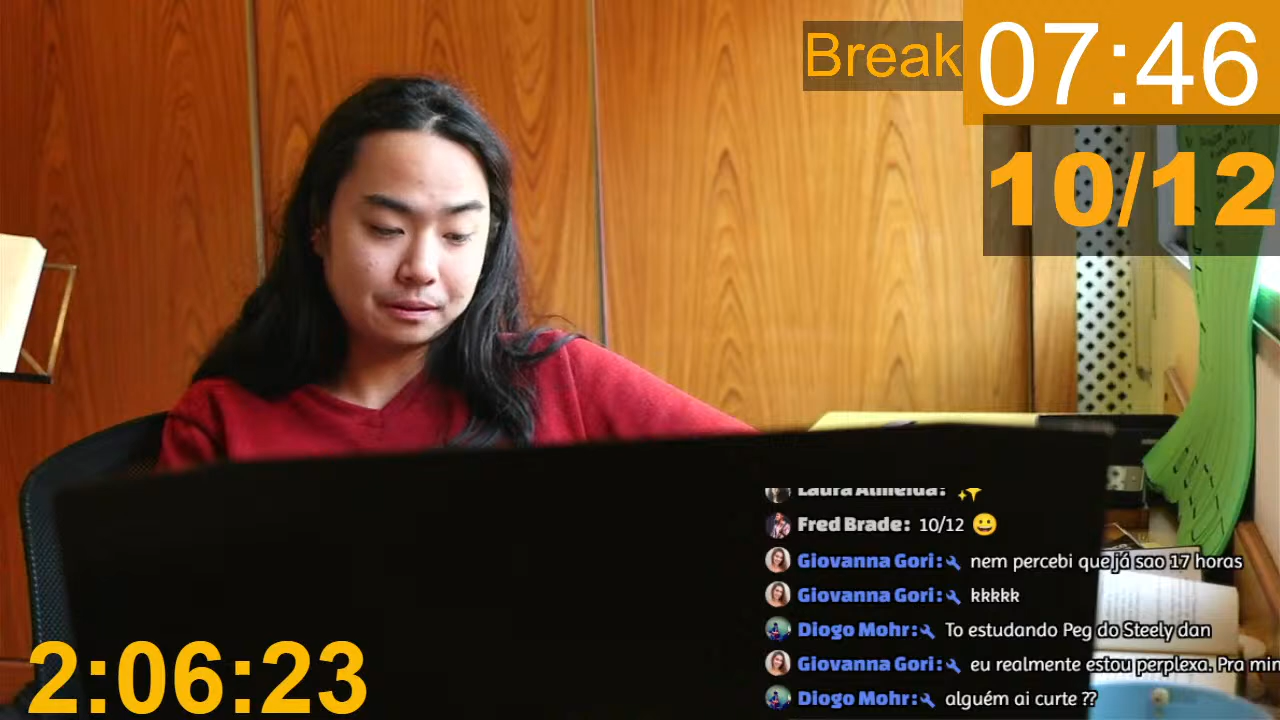 Break
07:46
10/12
Laura Almeida:
Fred Brade: 10/12
Giovanna Gori: nem percebi que já sao 17 horas
Giovanna Gori: kkkkk
Diogo Mohr: To estudando Peg do Steely dan
Giovanna Gori: eu realmente estou perplexa. Pra min
Diogo Mohr: alguém ai curte ??
2:06:23